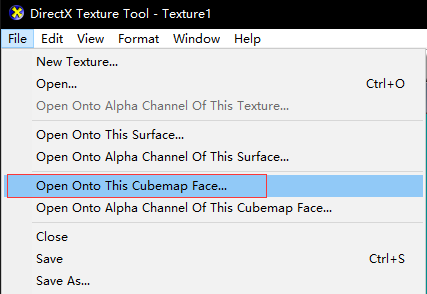 DirectX Texture Tool - Texture1
File Edit View Format Window Help
New Texture...
Open... Ctrl+O
Open Onto Alpha Channel Of This Texture...
Open Onto This Surface...
Open Onto Alpha Channel Of This Surface...
Open Onto This Cubemap Face...
Open Onto Alpha Channel Of This Cubemap Face...
Close
Save Ctrl+S
Save As...